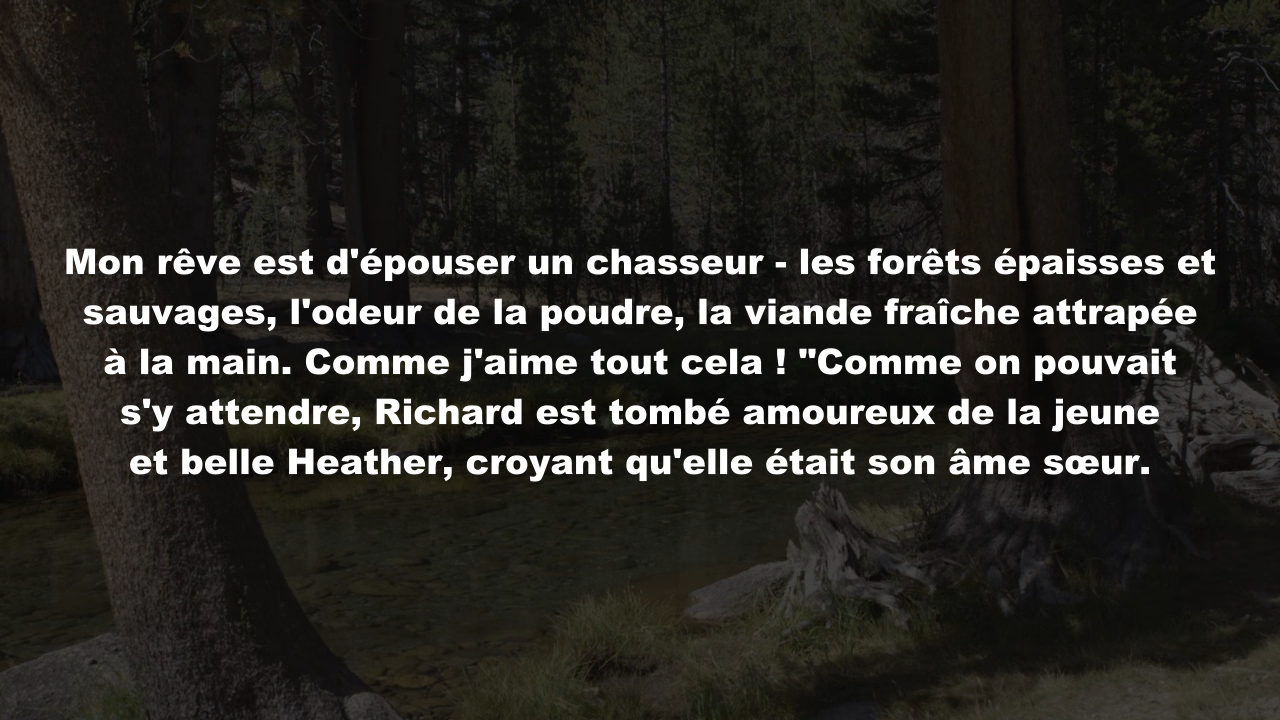 Mon rêve est d'épouser un chasseur - les forêts épaisses et
sauvages, l'odeur de la poudre, la viande fraîche attrapée
à la main. Comme j'aime tout cela ! "Comme on pouvait
s'y attendre, Richard est tombé amoureux de la jeune
et belle Heather, croyant qu'elle était son âme sœur.